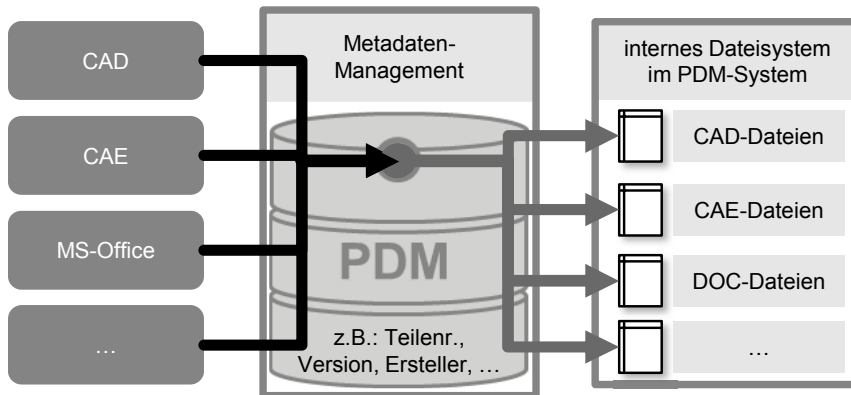 CAD
CAE
MS-Office
…
Metadaten-
Management
PDM
z.B.: Teilenr.,
Version, Ersteller, …
internes Dateisystem
im PDM-System
CAD-Dateien
CAE-Dateien
DOC-Dateien
…